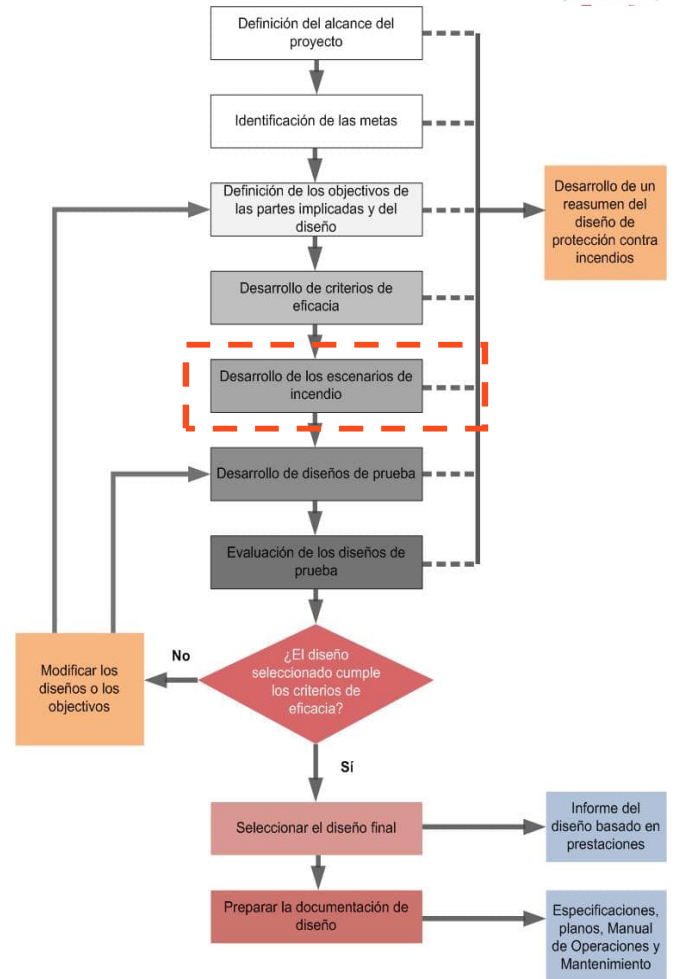 Definición del alcance del
proyecto
Identificación de las metas
Definición de los objectivos de
las partes implicadas y del
diseño
Desarrollo de un
reasumen del
diseño de
protección contra
incendios
Desarrollo de criterios de
eficacia
Desarrollo de los escenarios de
incendio
Desarrollo de diseños de prueba
Evaluación de los diseños de
prueba
Modificar los
diseños o los
objectivos
No
¿El diseño
seleccionado cumple
los criterios de
eficacia?
Sí
Seleccionar el diseño final
Informe del
diseño basado en
prestaciones
Preparar la documentación de
diseño
Especificaciones,
planos, Manual
de Operaciones y
Mantenimiento